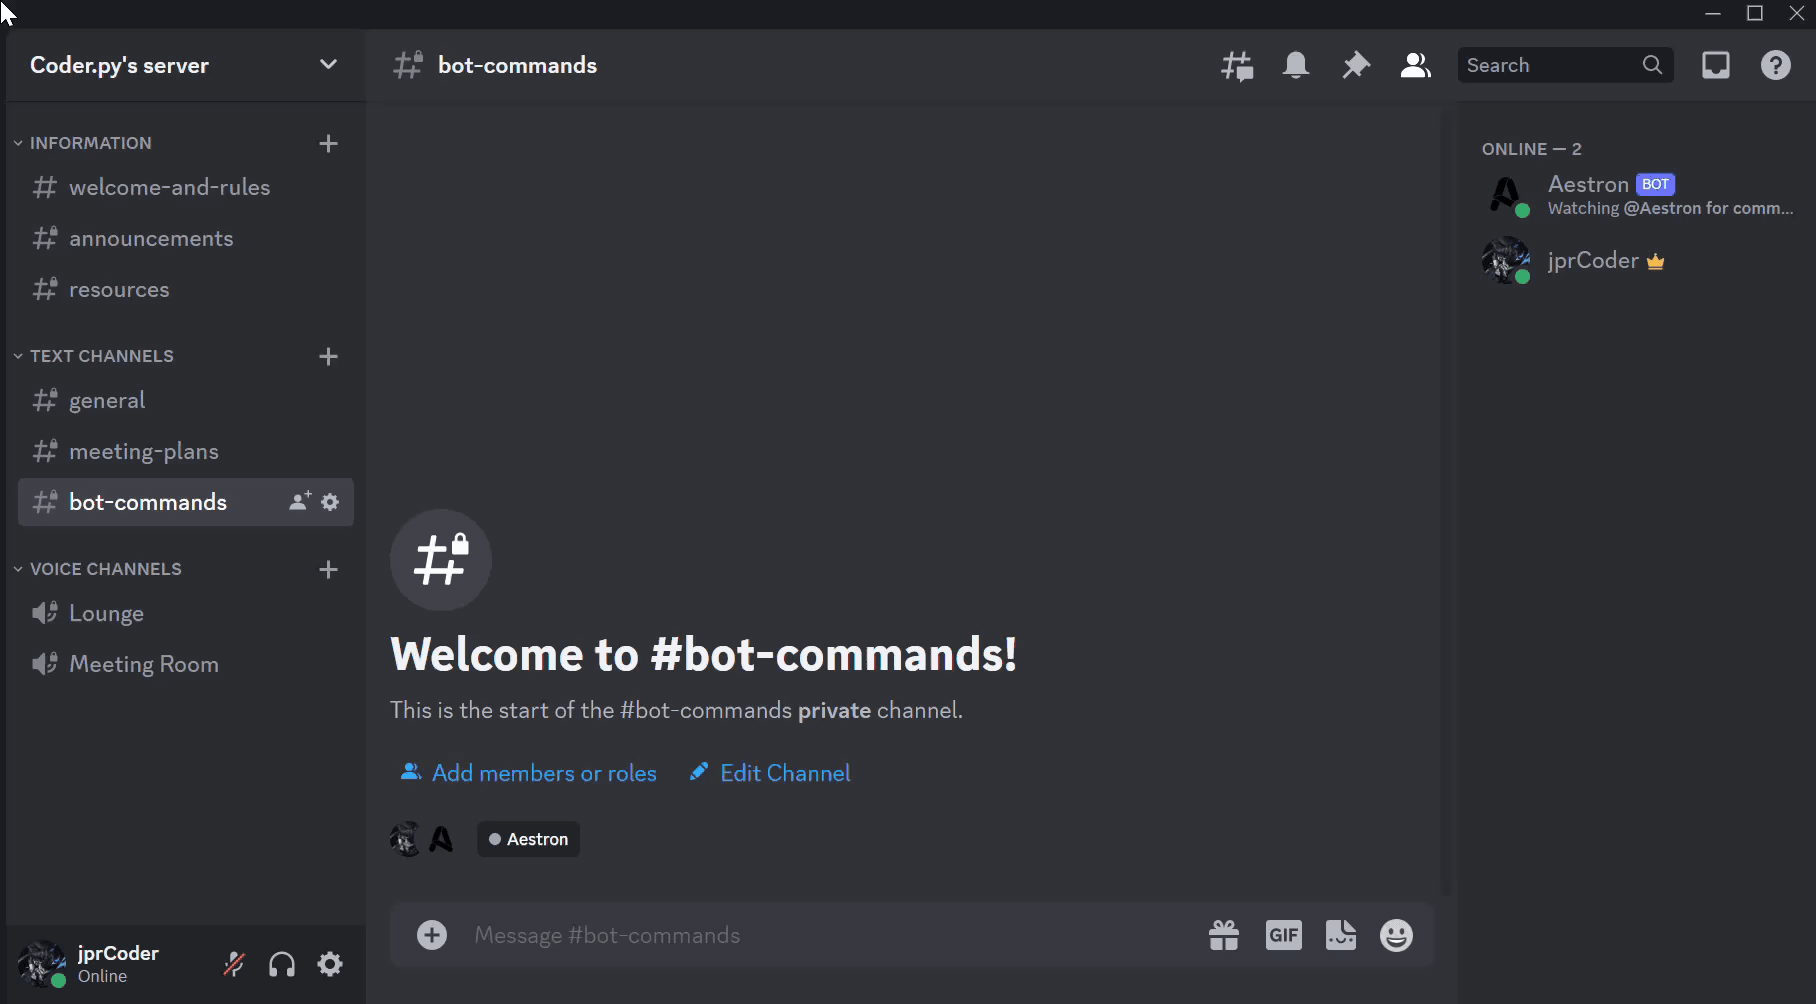 Coder.py's server
INFORMATION
welcome-and-rules
announcements
resources
TEXT CHANNELS
general
meeting-plans
bot-commands
VOICE CHANNELS
Lounge
Meeting Room
jprCoder
Online
bot-commands
Search
Welcome to #bot-commands!
This is the start of the #bot-commands private channel.
Add members or roles
Edit Channel
Aestron
Message #bot-commands
GIF
ONLINE — 2
Aestron BOT
Watching @Aestron for comm...
jprCoder